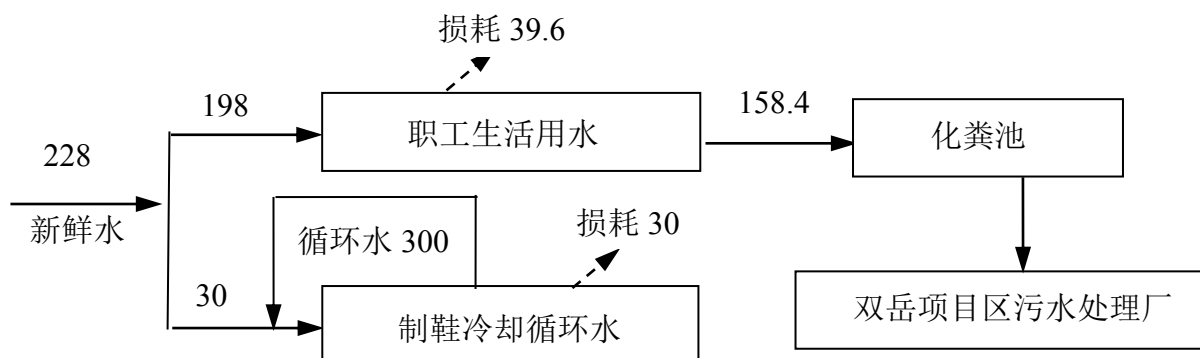 损耗 39.6
198
职工生活用水
158.4
化粪池
228
新鲜水
循环水 300
损耗 30
30
制鞋冷却循环水
双岳项目区污水处理厂